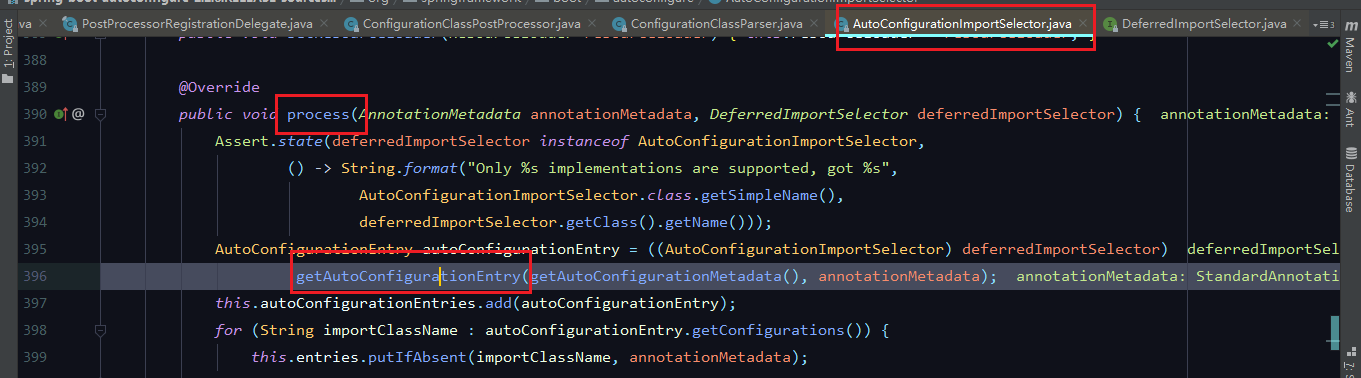 PostProcessorRegistrationDelegate.java ConfigurationClassPostProcessor.java ConfigurationClassParser.java AutoConfigurationImportSelector.java DeferredImportSelector.java
388
389 @Override
390 public void process(AnnotationMetadata annotationMetadata, DeferredImportSelector deferredImportSelector) { annotationMetadata:
391 Assert.state(deferredImportSelector instanceof AutoConfigurationImportSelector,
392 () -> String.format("Only %s implementations are supported, got %s",
393 AutoConfigurationImportSelector.class.getSimpleName(),
394 deferredImportSelector.getClass().getName()));
395 AutoConfigurationEntry autoConfigurationEntry = ((AutoConfigurationImportSelector) deferredImportSelector) deferredImportSel
396 getAutoConfigurationEntry(getAutoConfigurationMetadata(), annotationMetadata); annotationMetadata: StandardAnnotati
397 this.autoConfigurationEntries.add(autoConfigurationEntry);
398 for (String importClassName : autoConfigurationEntry.getConfigurations()) {
399 this.entries.putIfAbsent(importClassName, annotationMetadata);
1: Project
Maven
Ant
Database